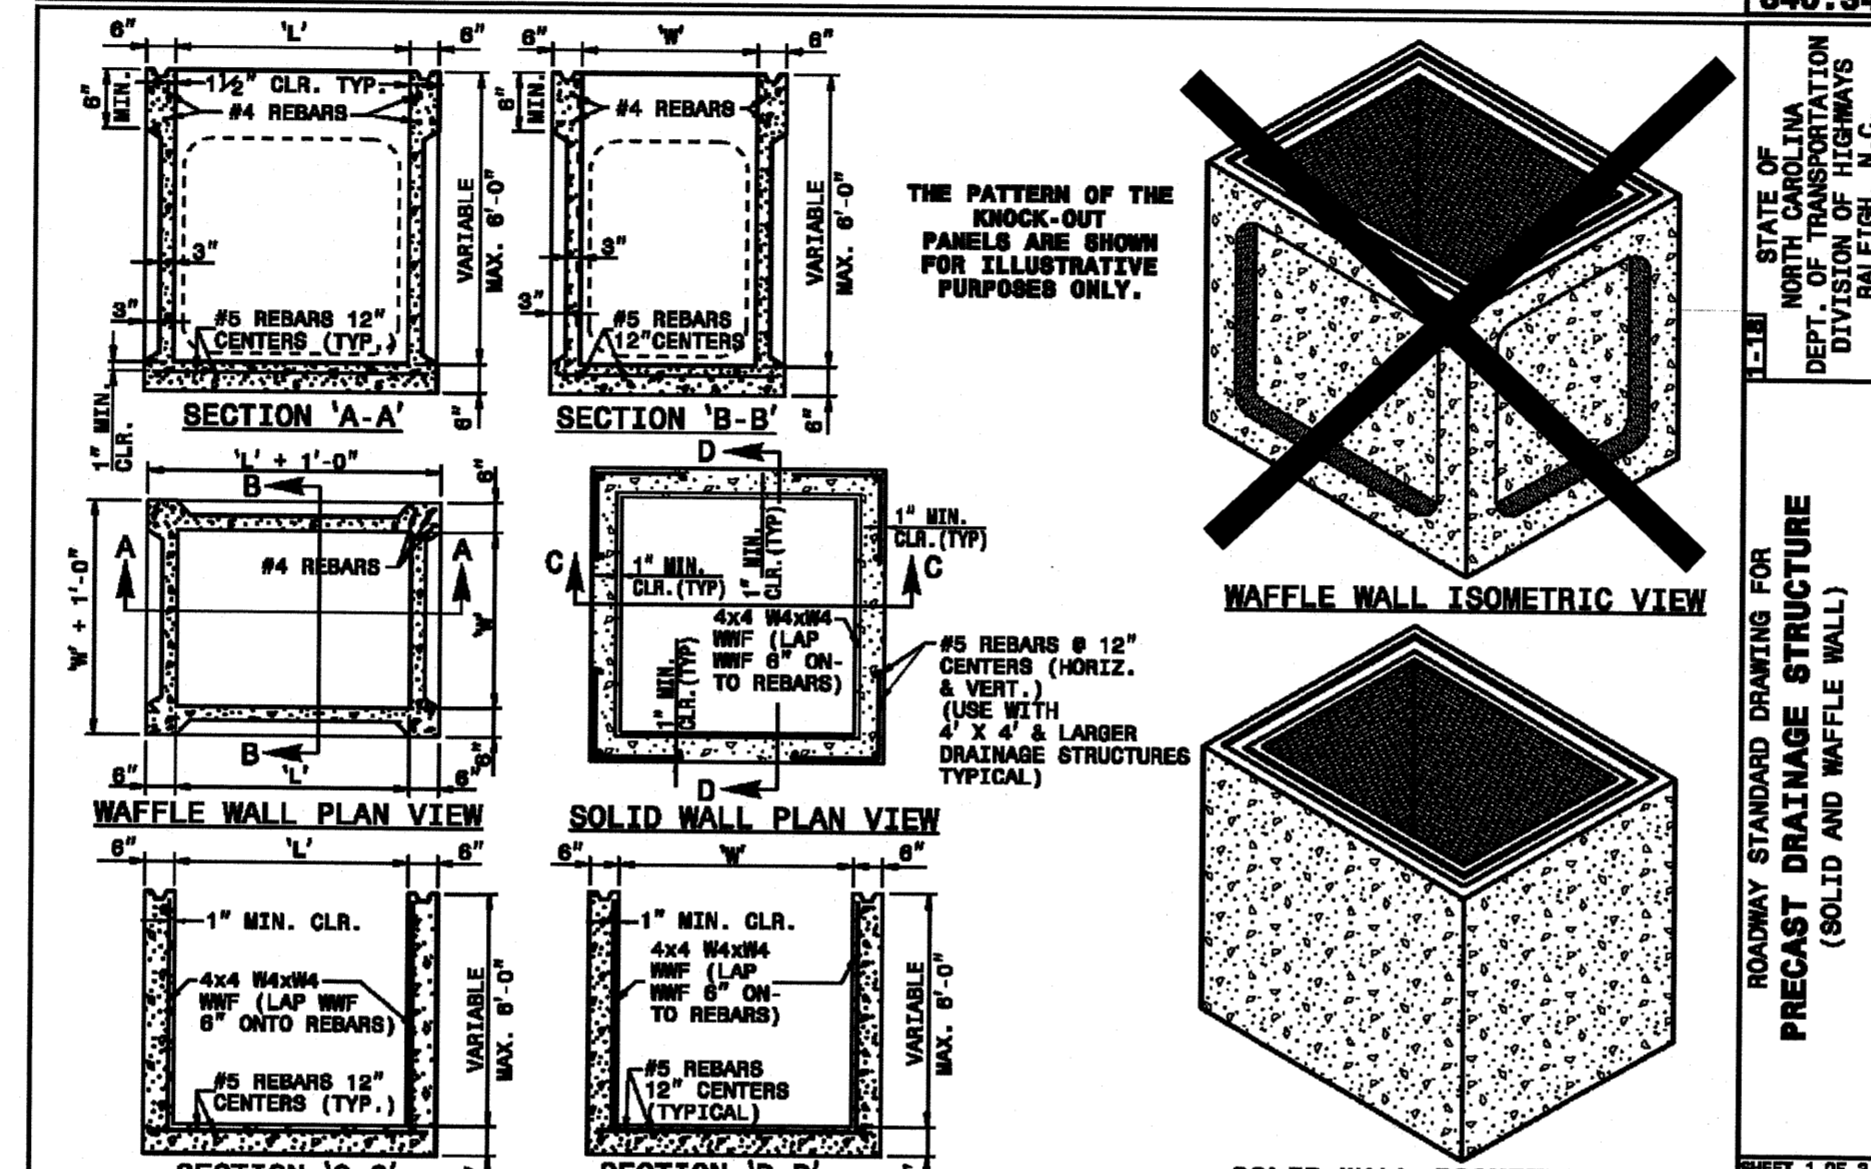 6"
'L'
6"
6"
'W'
6"
6"
MIN.
1½" CLR. TYP.
#4 REBARS
3"
3"
#5 REBARS 12"
CENTERS (TYP.)
VARIABLE
MAX. 6'-0"
6"
1" MIN.
CLR.
SECTION 'A-A'
6"
MIN.
#4 REBARS
3"
3"
#5 REBARS
12"CENTERS
VARIABLE
MAX. 6'-0"
6"
SECTION 'B-B'
THE PATTERN OF THE
KNOCK-OUT
PANELS ARE SHOWN
FOR ILLUSTRATIVE
PURPOSES ONLY.
WAFFLE WALL ISOMETRIC VIEW
'L' + 1'-0"
B
6"
'W' + 1'-0"
A
A
#4 REBARS
'W'
B
6"
'L'
6"
6"
WAFFLE WALL PLAN VIEW
D
1" MIN.
CLR.(TYP)
1" MIN.
CLR.(TYP)
C
C
1" MIN.
CLR.(TYP)
4x4 W4xW4
WWF (LAP
WWF 6" ON-
TO REBARS)
1" MIN.
CLR.(TYP)
#5 REBARS @ 12"
CENTERS (HORIZ.
& VERT.)
(USE WITH
4' X 4' & LARGER
DRAINAGE STRUCTURES
TYPICAL)
D
SOLID WALL PLAN VIEW
6"
'L'
6"
1" MIN. CLR.
4x4 W4xW4
WWF (LAP WWF
6" ONTO REBARS)
#5 REBARS 12"
CENTERS (TYP.)
VARIABLE
MAX. 6'-0"
6"
'W'
6"
1" MIN. CLR.
4x4 W4xW4
WWF (LAP
WWF 6" ON-
TO REBARS)
#5 REBARS
12" CENTERS
(TYPICAL)
VARIABLE
MAX. 6'-0"
1-18
STATE OF
NORTH CAROLINA
DEPT. OF TRANSPORTATION
DIVISION OF HIGHWAYS
RALEIGH, N.C.
ROADWAY STANDARD DRAWING FOR
PRECAST DRAINAGE STRUCTURE
(SOLID AND WAFFLE WALL)
SHEET 1 OF